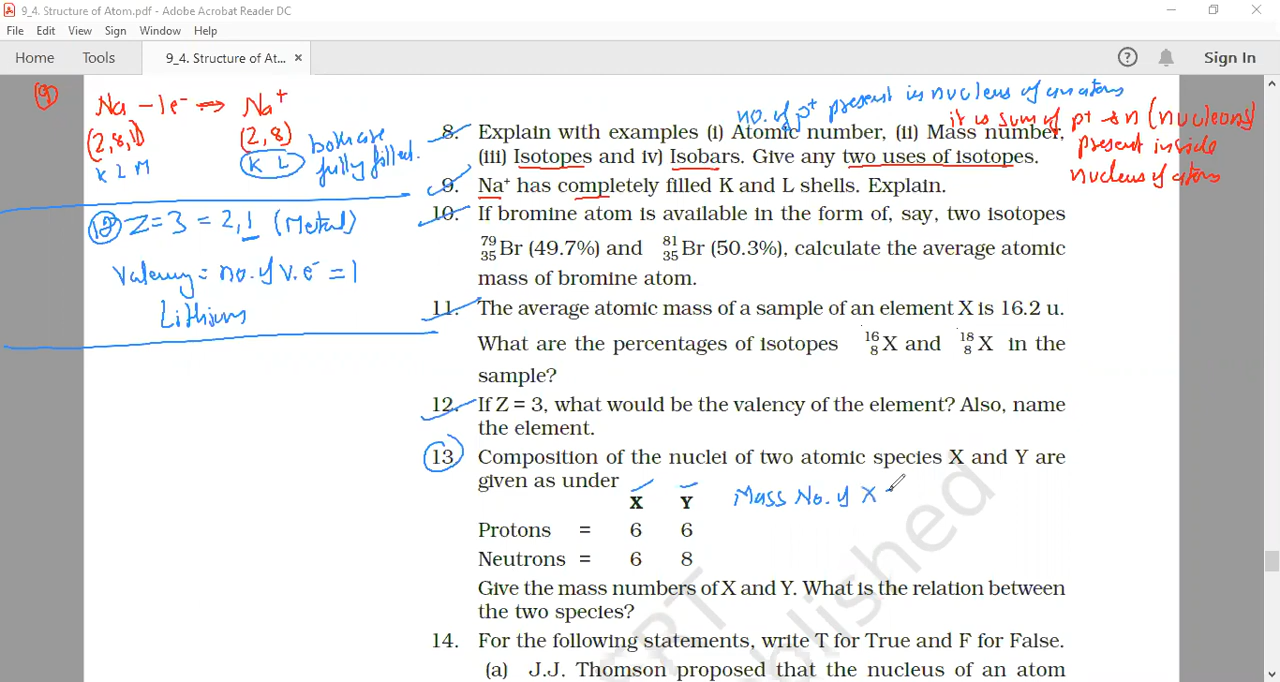 9_4. Structure of Atom.pdf - Adobe Acrobat Reader DC
File Edit View Sign Window Help
Home Tools 9_4. Structure of At... × Sign In
no. of p⁺ present in nucleus of an atom
it is sum of p⁺ & n (nucleons)
present inside
nucleus of atom
9 Na – 1e⁻ → Na⁺
(2,8,1) (2,8)
K L M K L
both are
fully filled.
12 Z = 3 = 2,1 (Metal)
Valency = no. of v.e⁻ = 1
Lithium
8. Explain with examples (i) Atomic number, (ii) Mass number,
(iii) Isotopes and iv) Isobars. Give any two uses of isotopes.
9. Na⁺ has completely filled K and L shells. Explain.
10. If bromine atom is available in the form of, say, two isotopes
⁷⁹₃₅Br (49.7%) and ⁸¹₃₅Br (50.3%), calculate the average atomic
mass of bromine atom.
11. The average atomic mass of a sample of an element X is 16.2 u.
What are the percentages of isotopes ¹⁶₈X and ¹⁸₈X in the
sample?
12. If Z = 3, what would be the valency of the element? Also, name
the element.
13 Composition of the nuclei of two atomic species X and Y are
given as under
X Y Mass No. of X
Protons = 6 6
Neutrons = 6 8
Give the mass numbers of X and Y. What is the relation between
the two species?
14. For the following statements, write T for True and F for False.
(a) J.J. Thomson proposed that the nucleus of an atom
published